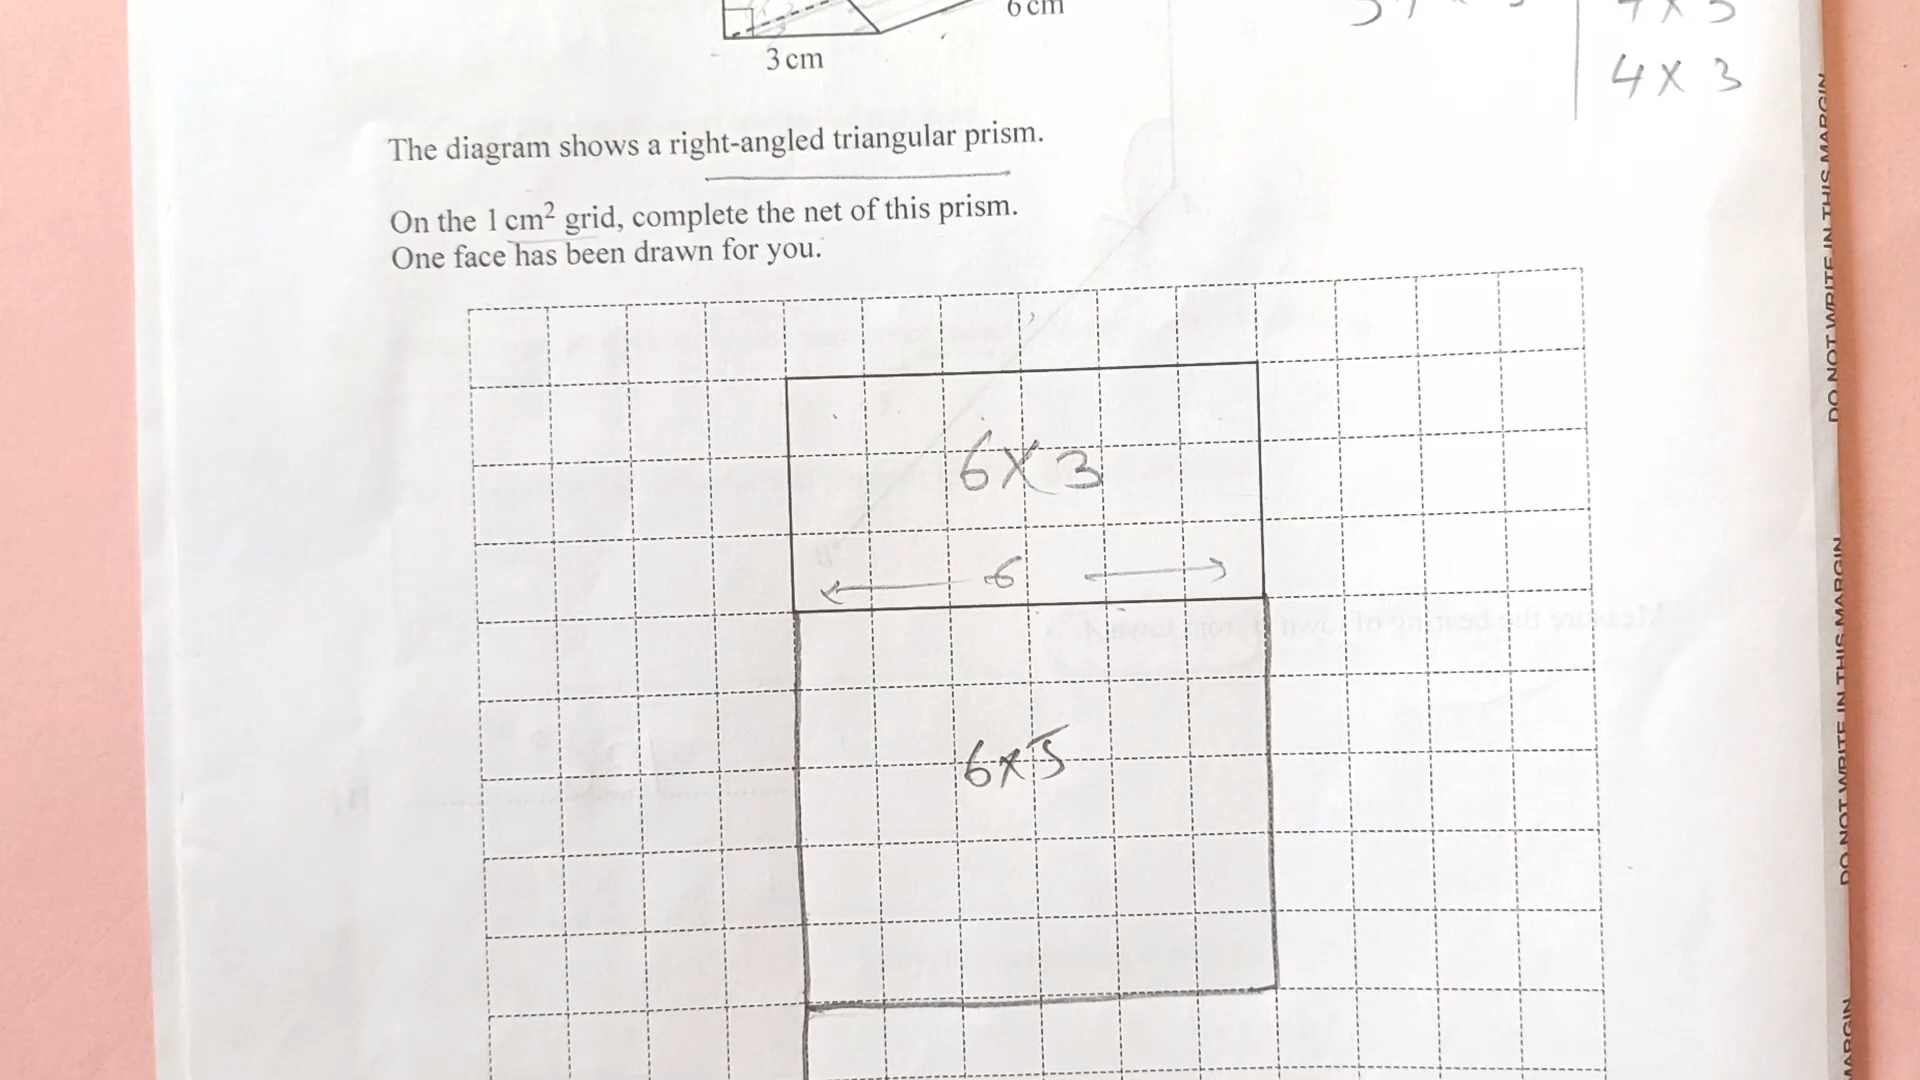 6 cm
3 cm
4 x 3
The diagram shows a right-angled triangular prism.
On the 1 cm² grid, complete the net of this prism.
One face has been drawn for you.
6 x 3
6
6 x 5
DO NOT WRITE IN THIS MARGIN
DO NOT WRITE IN THIS MARGIN
MARGIN